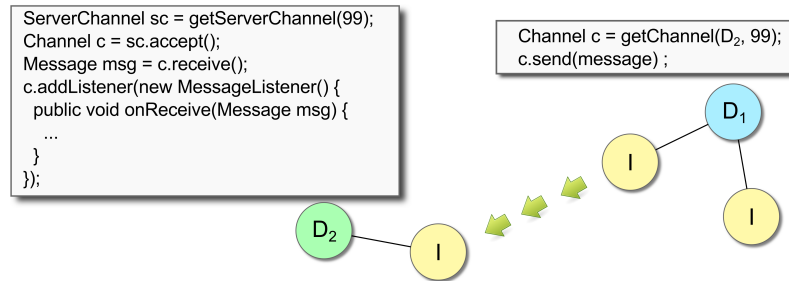 ServerChannel sc = getServerChannel(99);
Channel c = sc.accept();
Message msg = c.receive();
c.addListener(new MessageListener() {
  public void onReceive(Message msg) {
    ...
  }
});
Channel c = getChannel(D₂, 99);
c.send(message) ;
D₁
I
I
D₂
I